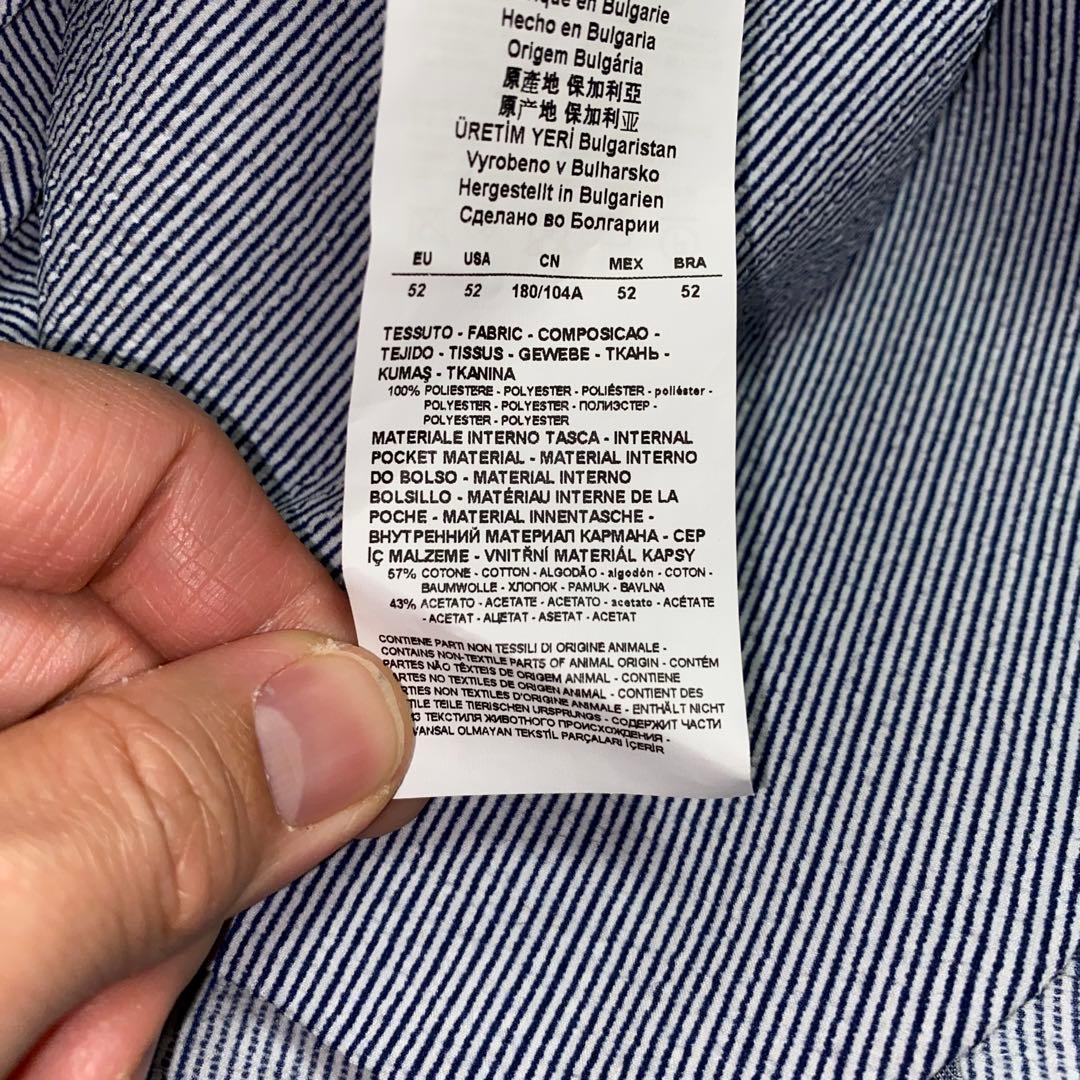 en Bulgarie
Hecho en Bulgaria
Origem Bulgária
原產地 保加利亞
原产地 保加利亚
ÜRETİM YERİ Bulgaristan
Vyrobeno v Bulharsko
Hergestellt in Bulgarien
Сделано во Болгарии
EU USA CN MEX BRA
52 52 180/104A 52 52
TESSUTO - FABRIC - COMPOSICAO -
TEJIDO - TISSUS - GEWEBE - ТКАНЬ -
KUMAŞ - TKANINA
100% POLIESTERE - POLYESTER - POLIÉSTER - poliéster -
POLYESTER - POLYESTER - ПОЛИЭСТЕР -
POLYESTER - POLYESTER
MATERIALE INTERNO TASCA - INTERNAL
POCKET MATERIAL - MATERIAL INTERNO
DO BOLSO - MATERIAL INTERNO
BOLSILLO - MATÉRIAU INTERNE DE LA
POCHE - MATERIAL INNENTASCHE -
ВНУТРЕННИЙ МАТЕРИАЛ КАРМАНА - CEP
İÇ MALZEME - VNITŘNÍ MATERIÁL KAPSY
57% COTONE - COTTON - ALGODÃO - algodón - COTON -
BAUMWOLLE - ХЛОПОК - PAMUK - BAVLNA
43% ACETATO - ACETATE - ACETATO - acetato - ACÉTATE
- ACETAT - АЦЕТАТ - ASETAT - ACETAT
CONTIENE PARTI NON TESSILI DI ORIGINE ANIMALE -
CONTAINS NON-TEXTILE PARTS OF ANIMAL ORIGIN - CONTÉM
PARTES NÃO TÊXTEIS DE ORIGEM ANIMAL - CONTIENE
PARTES NO TEXTILES DE ORIGEN ANIMAL - CONTIENT DES
NON TEXTILES D'ORIGINE ANIMALE - ENTHÄLT NICHT
TEILE TIERISCHEN URSPRUNGS - СОДЕРЖИТ ЧАСТИ
ТЕКСТИЛЯ ЖИВОТНОГО ПРОИСХОЖДЕНИЯ -
OLMAYAN TEKSTİL PARÇALARI İÇERİR